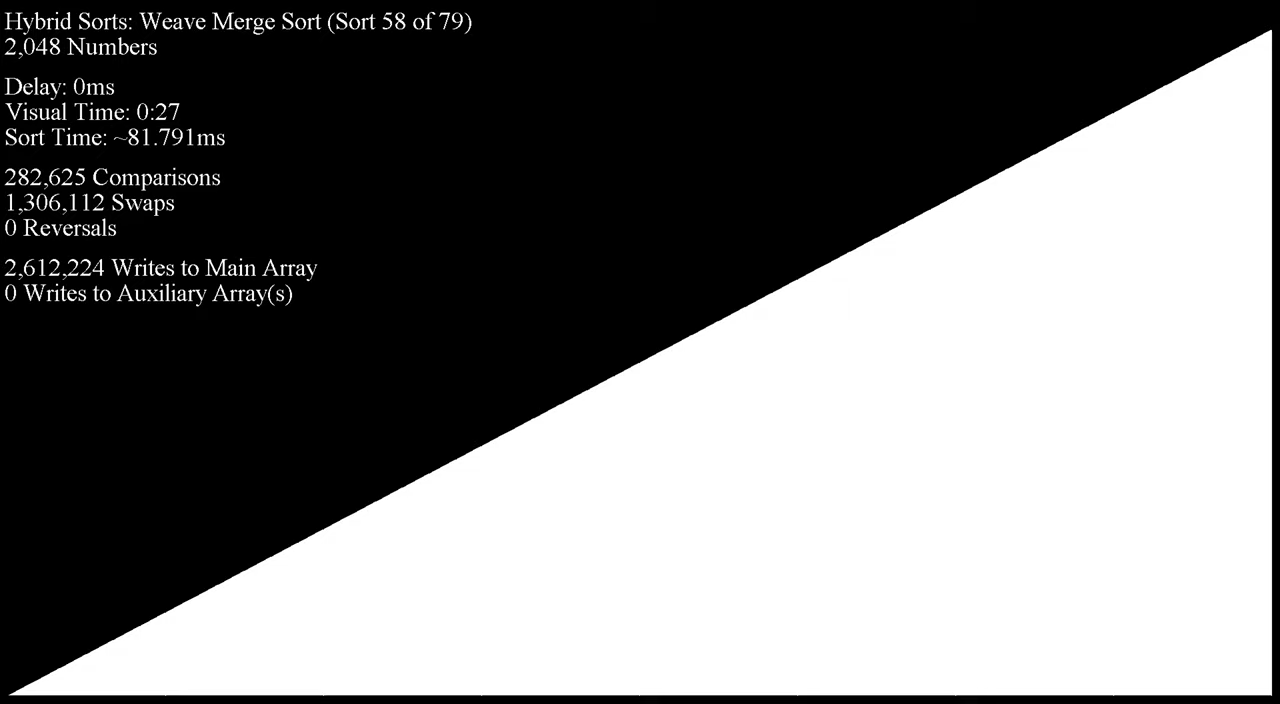 Hybrid Sorts: Weave Merge Sort (Sort 58 of 79)
2,048 Numbers
Delay: 0ms
Visual Time: 0:27
Sort Time: ~81.791ms
282,625 Comparisons
1,306,112 Swaps
0 Reversals
2,612,224 Writes to Main Array
0 Writes to Auxiliary Array(s)